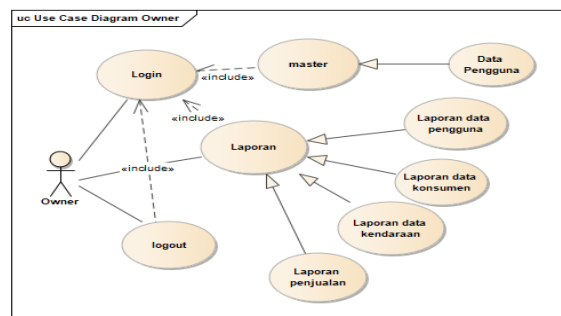 uc Use Case Diagram Owner
Login
«include»
master
Data
Pengguna
«include»
Laporan
Laporan data
pengguna
«include»
Laporan data
konsumen
Owner
Laporan data
kendaraan
logout
Laporan
penjualan